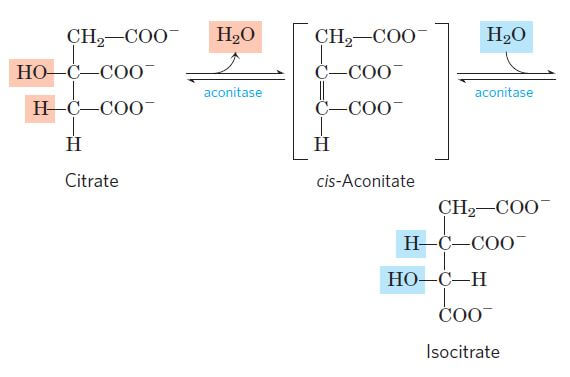 CH₂—COO⁻
HO—C—COO⁻
H—C—COO⁻
H
Citrate
H₂O
aconitase
CH₂—COO⁻
C—COO⁻
C—COO⁻
H
cis-Aconitate
H₂O
aconitase
CH₂—COO⁻
H—C—COO⁻
HO—C—H
COO⁻
Isocitrate